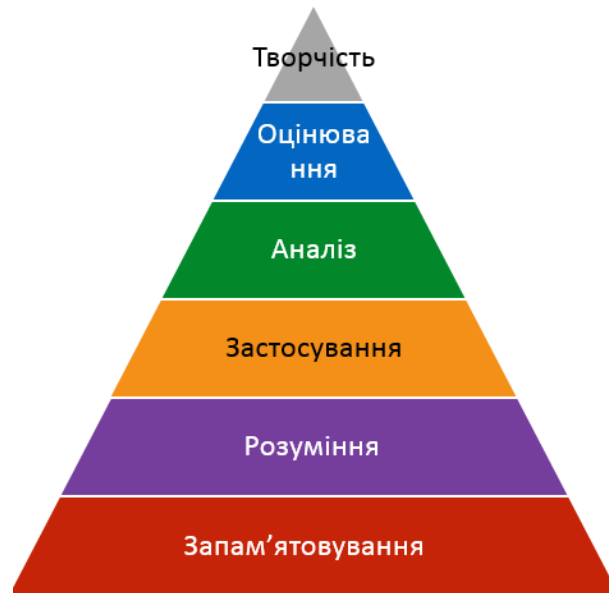 Творчість
Оцінюва
ння
Аналіз
Застосування
Розуміння
Запам’ятовування